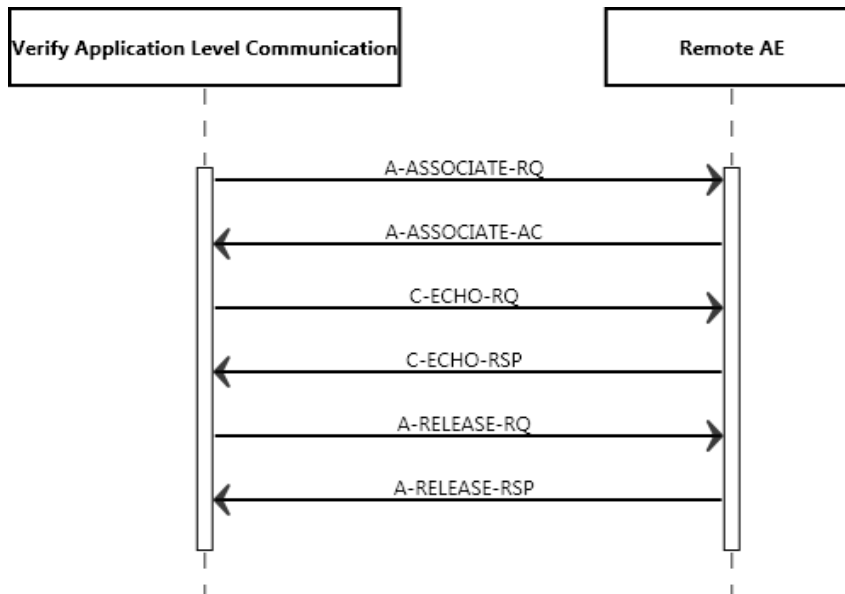 Verify Application Level Communication
Remote AE
A-ASSOCIATE-RQ
A-ASSOCIATE-AC
C-ECHO-RQ
C-ECHO-RSP
A-RELEASE-RQ
A-RELEASE-RSP